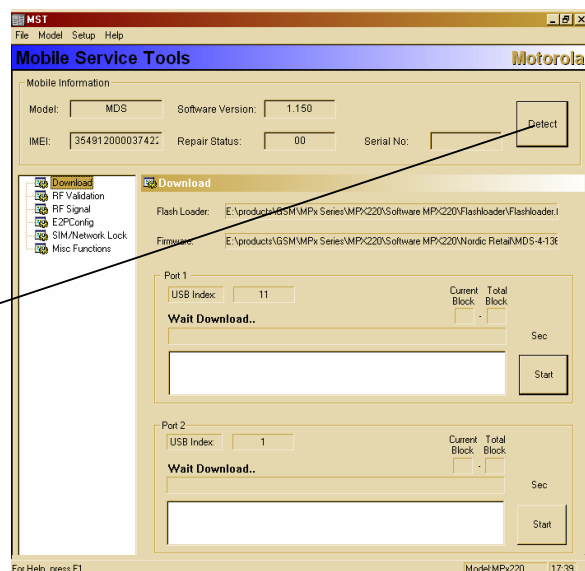 MST
File Model Setup Help
Mobile Service Tools Motorola
Mobile Information
Model: MDS Software Version: 1.150
Detect
IMEI: 35491200003742 Repair Status: 00 Serial No:
Download
RF Validation
RF Signal
E2PConfig
SIM/Network Lock
Misc Functions
Download
Flash Loader: E:\products\GSM\MPx Series\MPX220\Software MPX220\Flashloader\Flashloader.
Firmware: E:\products\GSM\MPx Series\MPX220\Software MPX220\Nordic Retail\MDS-4-13
Port 1
USB Index: 11
Current Block - Total Block
Wait Download..
Sec
Start
Port 2
USB Index: 1
Current Block - Total Block
Wait Download..
Sec
Start
For Help, press F1 Model:MPx220 17:39